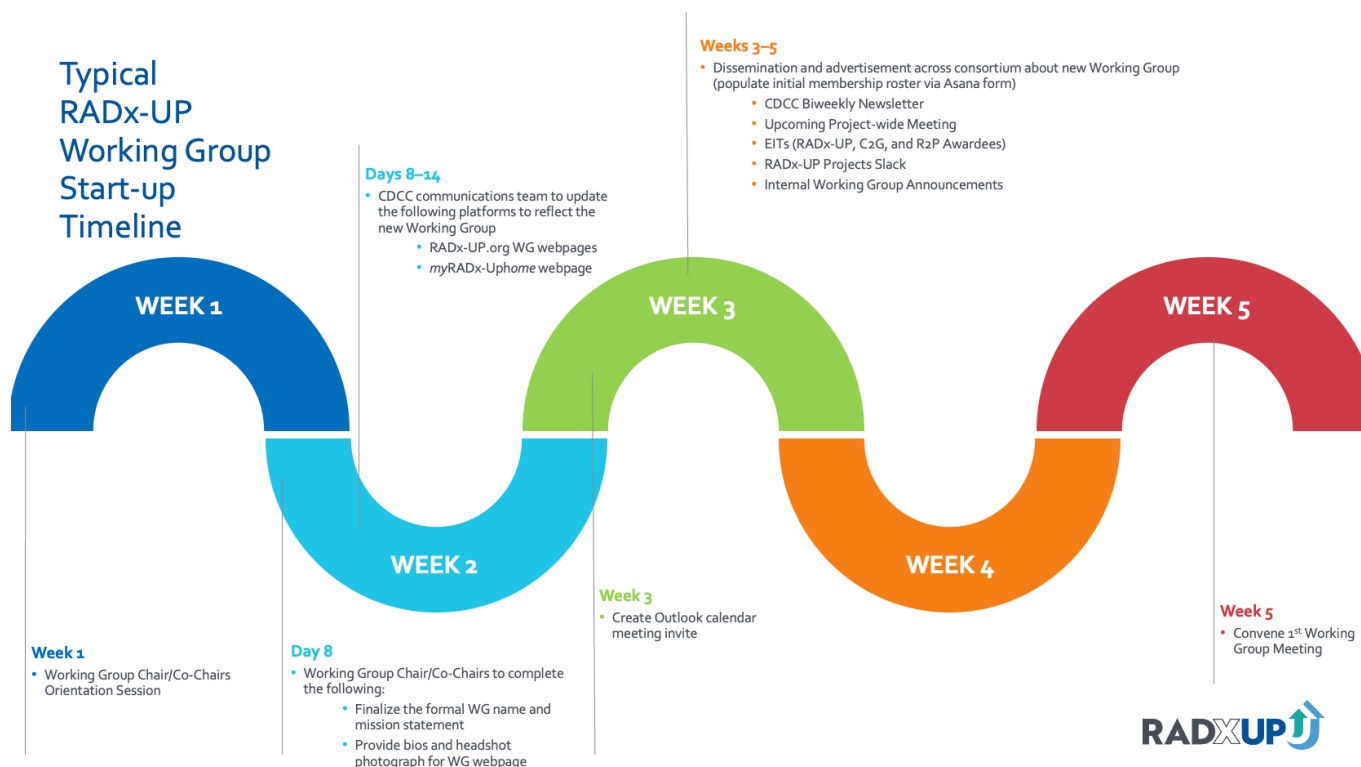 Typical
RADx-UP
Working Group
Start-up
Timeline
Weeks 3–5
• Dissemination and advertisement across consortium about new Working Group
(populate initial membership roster via Asana form)
• CDCC Biweekly Newsletter
• Upcoming Project-wide Meeting
• EITs (RADx-UP, C2G, and R2P Awardees)
• RADx-UP Projects Slack
• Internal Working Group Announcements
Days 8–14
• CDCC communications team to update
the following platforms to reflect the
new Working Group
• RADx-UP.org WG webpages
• myRADx-Uphome webpage
WEEK 1
WEEK 2
WEEK 3
WEEK 4
WEEK 5
Week 1
• Working Group Chair/Co-Chairs
Orientation Session
Day 8
• Working Group Chair/Co-Chairs to complete
the following:
• Finalize the formal WG name and
mission statement
• Provide bios and headshot
photograph for WG webpage
Week 3
• Create Outlook calendar
meeting invite
Week 5
• Convene 1st Working
Group Meeting
RADXUP